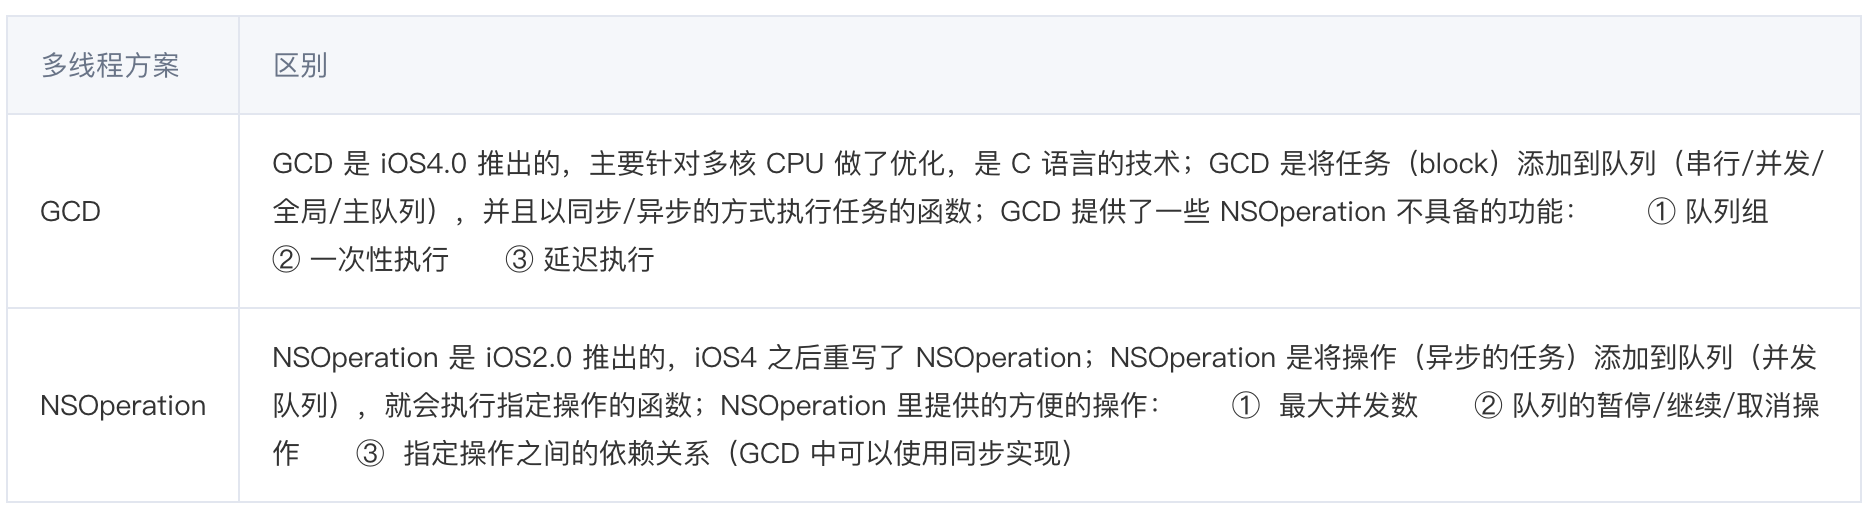 多线程方案
区别
GCD
GCD 是 iOS4.0 推出的，主要针对多核 CPU 做了优化，是 C 语言的技术；GCD 是将任务（block）添加到队列（串行/并发/
全局/主队列），并且以同步/异步的方式执行任务的函数；GCD 提供了一些 NSOperation 不具备的功能： ① 队列组
② 一次性执行 ③ 延迟执行
NSOperation
NSOperation 是 iOS2.0 推出的，iOS4 之后重写了 NSOperation；NSOperation 是将操作（异步的任务）添加到队列（并发
队列），就会执行指定操作的函数；NSOperation 里提供的方便的操作： ① 最大并发数 ② 队列的暂停/继续/取消操
作 ③ 指定操作之间的依赖关系（GCD 中可以使用同步实现）